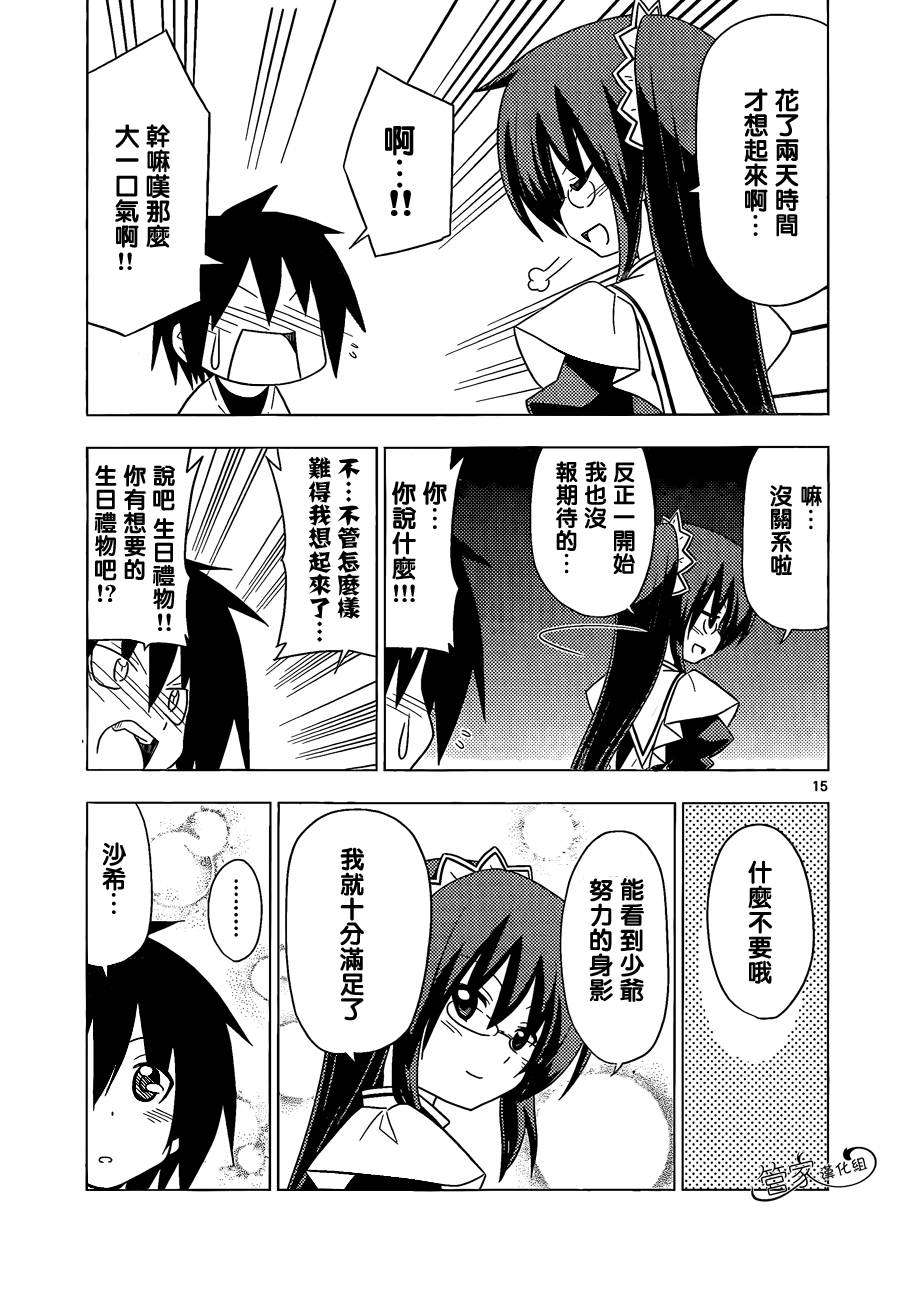 花了兩天時間
才想起來啊…
啊…!!
幹嘛嘆那麼
大一口氣啊!!
嘛…
沒關系啦
反正一開始
我也沒
報期待的…
你…
你說什麼!!!
不…不管怎麼樣
難得我想起來了…
說吧 生日禮物!!
你有想要的
生日禮物吧!?
15
什麼不要哦
能看到少爺
努力的身影
我就十分滿足了
………
沙希…
管家漢化組